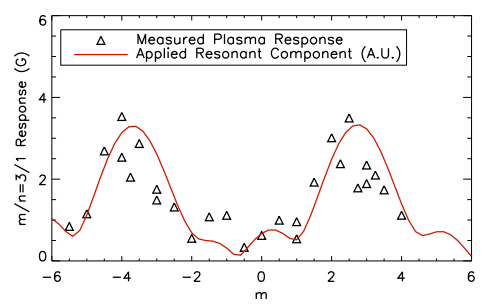 Measured Plasma Response
Applied Resonant Component (A.U.)
m/n=3/1 Response (G)
6
4
2
0
-6 -4 -2 0 2 4 6
m